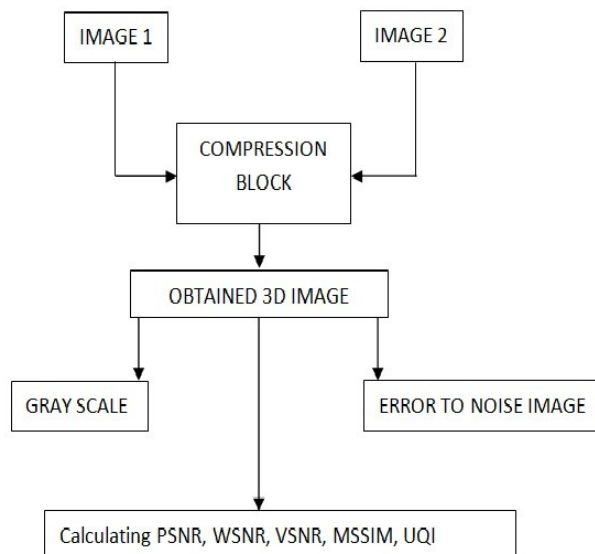 IMAGE 1
IMAGE 2
COMPRESSION
BLOCK
OBTAINED 3D IMAGE
GRAY SCALE
ERROR TO NOISE IMAGE
Calculating PSNR, WSNR, VSNR, MSSIM, UQI